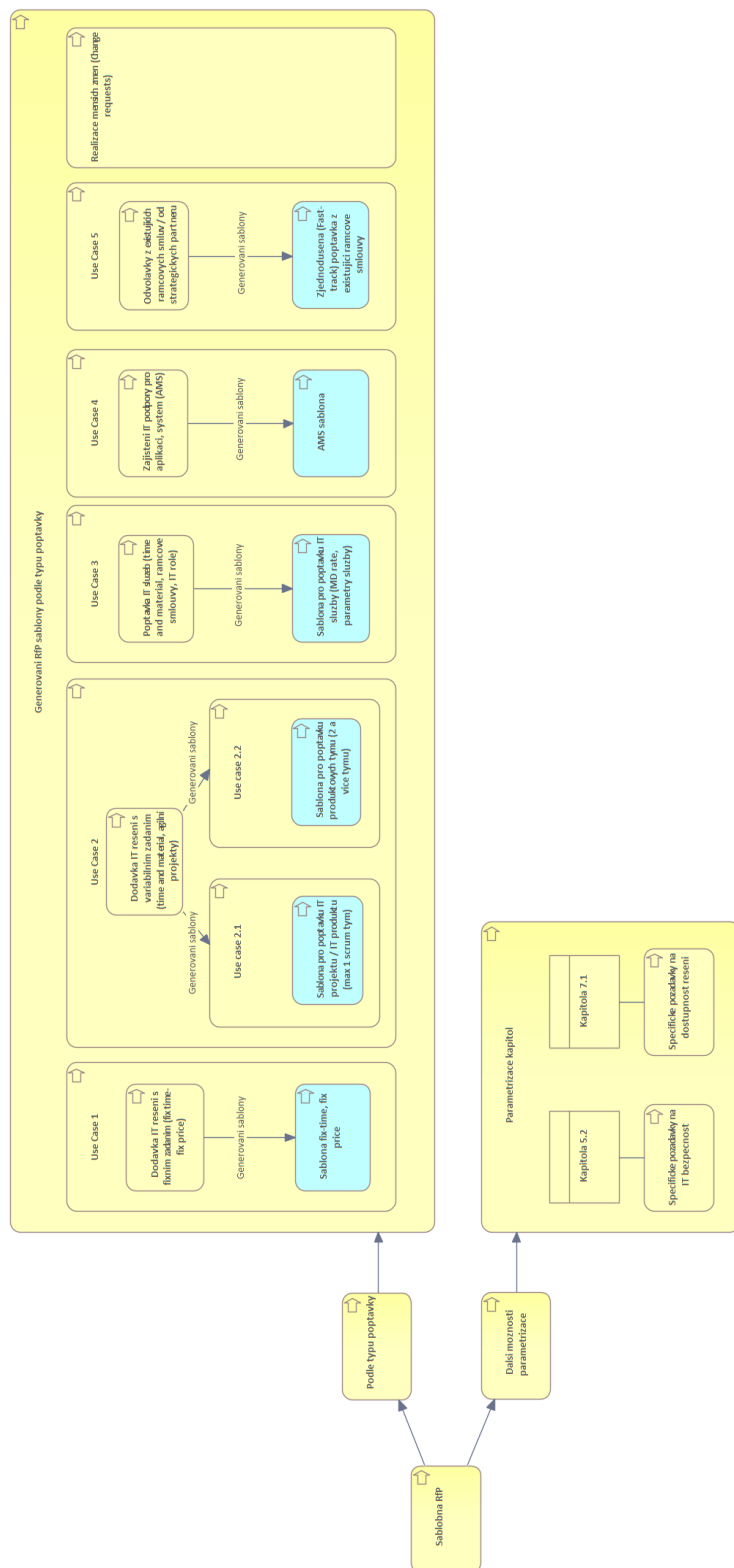 Sablobna RfP
Podle typu poptavky
Dalsi moznosti
parametrizace
Generovani RfP sablony podle typu poptavky
Use Case 1
Dodavka IT reseni s
fixnim zadanim (fix time-
fix price)
Generovani sablony
Sablona fix-time, fix
price
Use Case 2
Dodavka IT reseni s
variabilnim zadanim
(time and material, agilni
projekty)
Generovani sablony
Generovani sablony
Use case 2.1
Sablona pro poptavku IT
projektu / IT produktu
(max 1 scrum tym)
Use case 2.2
Sablona pro poptavku
produktovych tymu (2 a
vice tymu)
Use Case 3
Poptavka IT sluzeb (time
and material, ramcove
smlouvy, IT role)
Generovani sablony
Sablona pro poptavku IT
sluzby (MD rate,
parametry sluzby)
Use Case 4
Zajisteni IT podpory pro
aplikaci, system (AMS)
Generovani sablony
AMS sablona
Use Case 5
Odvolavky z existujicich
ramcovych smluv / od
strategickych partneru
Generovani sablony
Zjednodusena (Fast-
track) poptavka z
existujici ramcove
smlouvy
Realizace mensich zmen (Change
requests)
Parametrizace kapitol
Kapitola 5.2
Specificke pozadavky na
IT bezpecnost
Kapitola 7.1
Specificke pozadavky na
dostupnost reseni